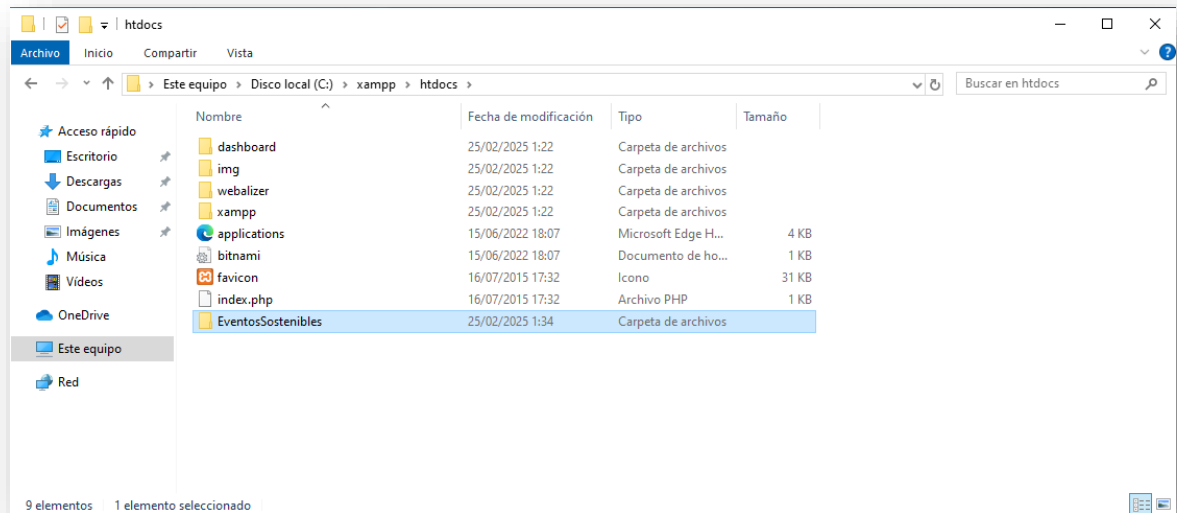 htdocs
Archivo Inicio Compartir Vista
Este equipo > Disco local (C:) > xampp > htdocs >
Buscar en htdocs
Acceso rápido
Escritorio
Descargas
Documentos
Imágenes
Música
Vídeos
OneDrive
Este equipo
Red
Nombre Fecha de modificación Tipo Tamaño
dashboard 25/02/2025 1:22 Carpeta de archivos
img 25/02/2025 1:22 Carpeta de archivos
webalizer 25/02/2025 1:22 Carpeta de archivos
xampp 25/02/2025 1:22 Carpeta de archivos
applications 15/06/2022 18:07 Microsoft Edge H... 4 KB
bitnami 15/06/2022 18:07 Documento de ho... 1 KB
favicon 16/07/2015 17:32 Icono 31 KB
index.php 16/07/2015 17:32 Archivo PHP 1 KB
EventosSostenibles 25/02/2025 1:34 Carpeta de archivos
9 elementos 1 elemento seleccionado